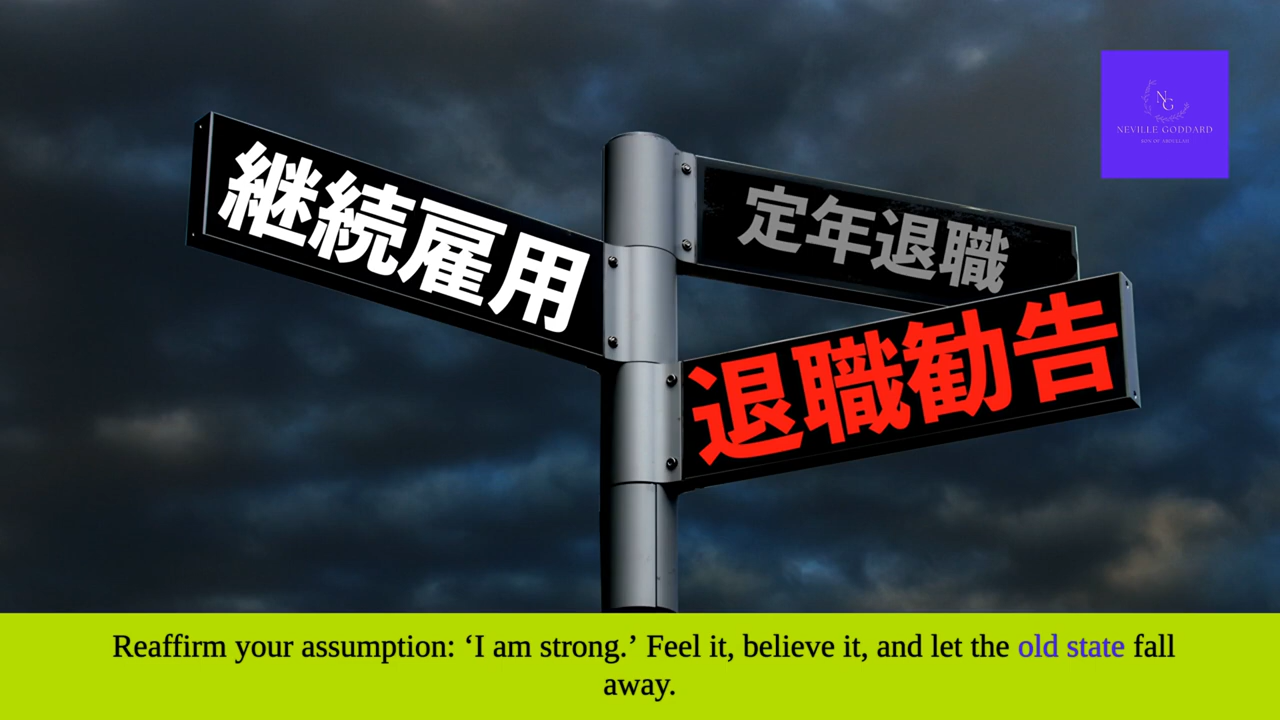 継続雇用
定年退職
退職勧告
NG
NEVILLE GODDARD
Reaffirm your assumption: ‘I am strong.’ Feel it, believe it, and let the old state fall
away.